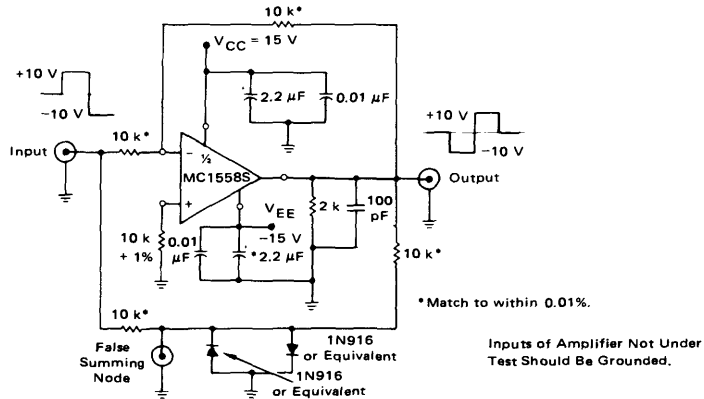 10 k*
VCC = 15 V
+10 V
−10 V
2.2 µF
0.01 µF
10 k*
Input
−
½
MC1558S
+
+10 V
−10 V
Output
VEE
−15 V
10 k
+ 1%
0.01
µF
*2.2 µF
2 k
100
pF
10 k*
*Match to within 0.01%.
10 k*
False
Summing
Node
1N916
or Equivalent
1N916
or Equivalent
Inputs of Amplifier Not Under
Test Should Be Grounded.